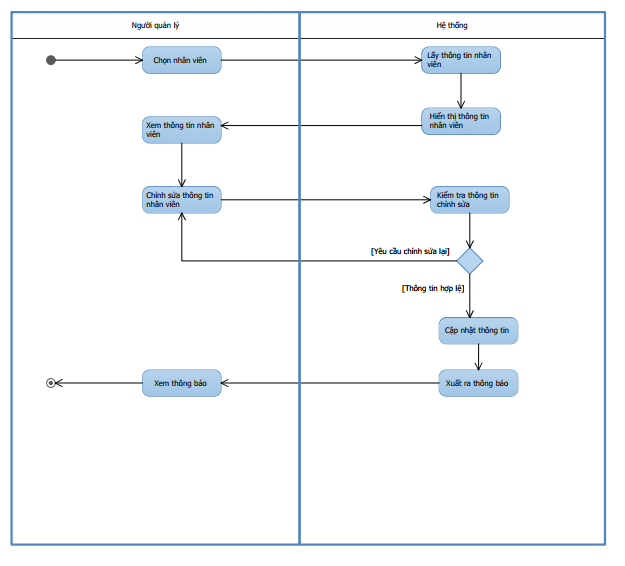 Người quản lý
Hệ thống
Chọn nhân viên
Lấy thông tin nhân
viên
Hiển thị thông tin
nhân viên
Xem thông tin nhân
viên
Chỉnh sửa thông tin
nhân viên
Kiểm tra thông tin
chỉnh sửa
[Yêu cầu chỉnh sửa lại]
[Thông tin hợp lệ]
Cập nhật thông tin
Xem thông báo
Xuất ra thông báo